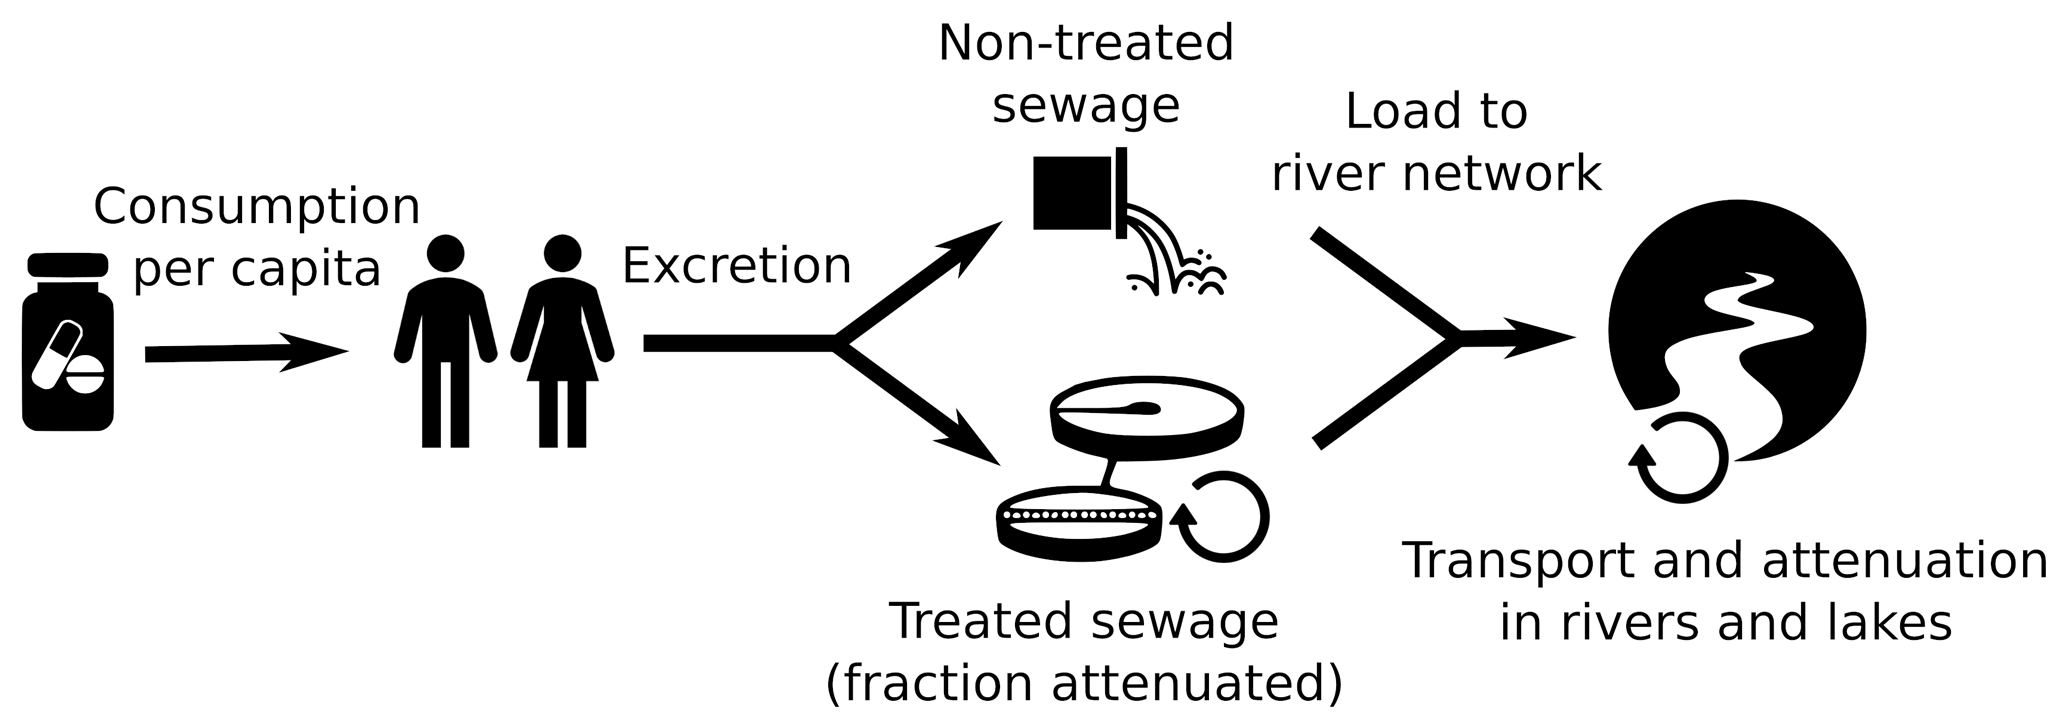 Consumption
per capita
Excretion
Non-treated
sewage
Treated sewage
(fraction attenuated)
Load to
river network
Transport and attenuation
in rivers and lakes